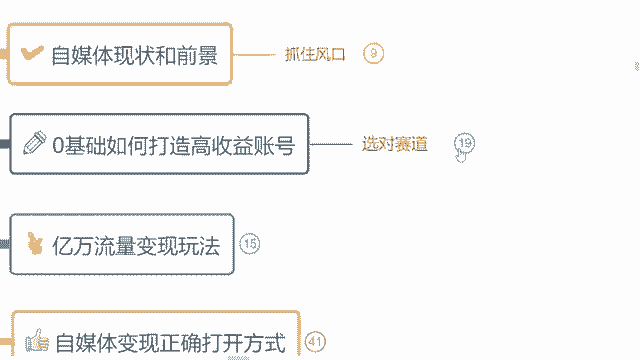 自媒体现状和前景 抓住风口 9
0基础如何打造高收益账号 选对赛道 19
亿万流量变现玩法 15
自媒体变现正确打开方式 41